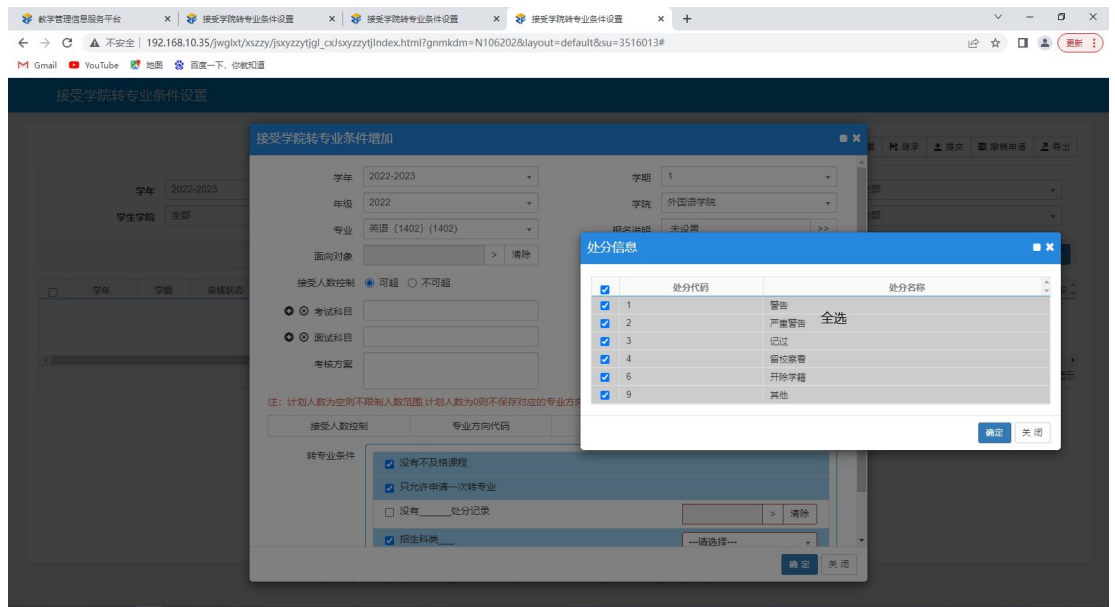 教学管理信息服务平台 接受学院转专业条件设置 接受学院转专业条件设置 接受学院转专业条件设置
不安全 192.168.10.35/jwglxt/xszzy/jsxyzzytjgl_cxJsxyzzytjIndex.html?gnmkdm=N106202&layout=default&su=3516013# 更新
Gmail YouTube 地图 百度一下,你就知道
接受学院转专业条件设置
接受学院转专业条件增加
继承 提交 撤销申请 导出
学年 2022-2023
学生学院 全部
学年 学期 审核状态
学年 2022-2023 学期 1
年级 2022 学院 外国语学院
专业 英语 (1402) (1402) 报名说明 未设置 >>
面向对象 > 清除
接受人数控制 可超 不可超
考试科目
面试科目
考核方案
注:计划人数为空则不限制人数范围,计划人数为0则不保存对应的专业方
接受人数控制 专业方向代码
转专业条件
没有不及格课程
只允许申请一次转专业
没有______处分记录 > 清除
招生科类___ ---请选择---
确 定 关 闭
处分信息
处分代码 处分名称
1 警告
2 严重警告
全选
3 记过
4 留校察看
6 开除学籍
9 其他
确定 关 闭